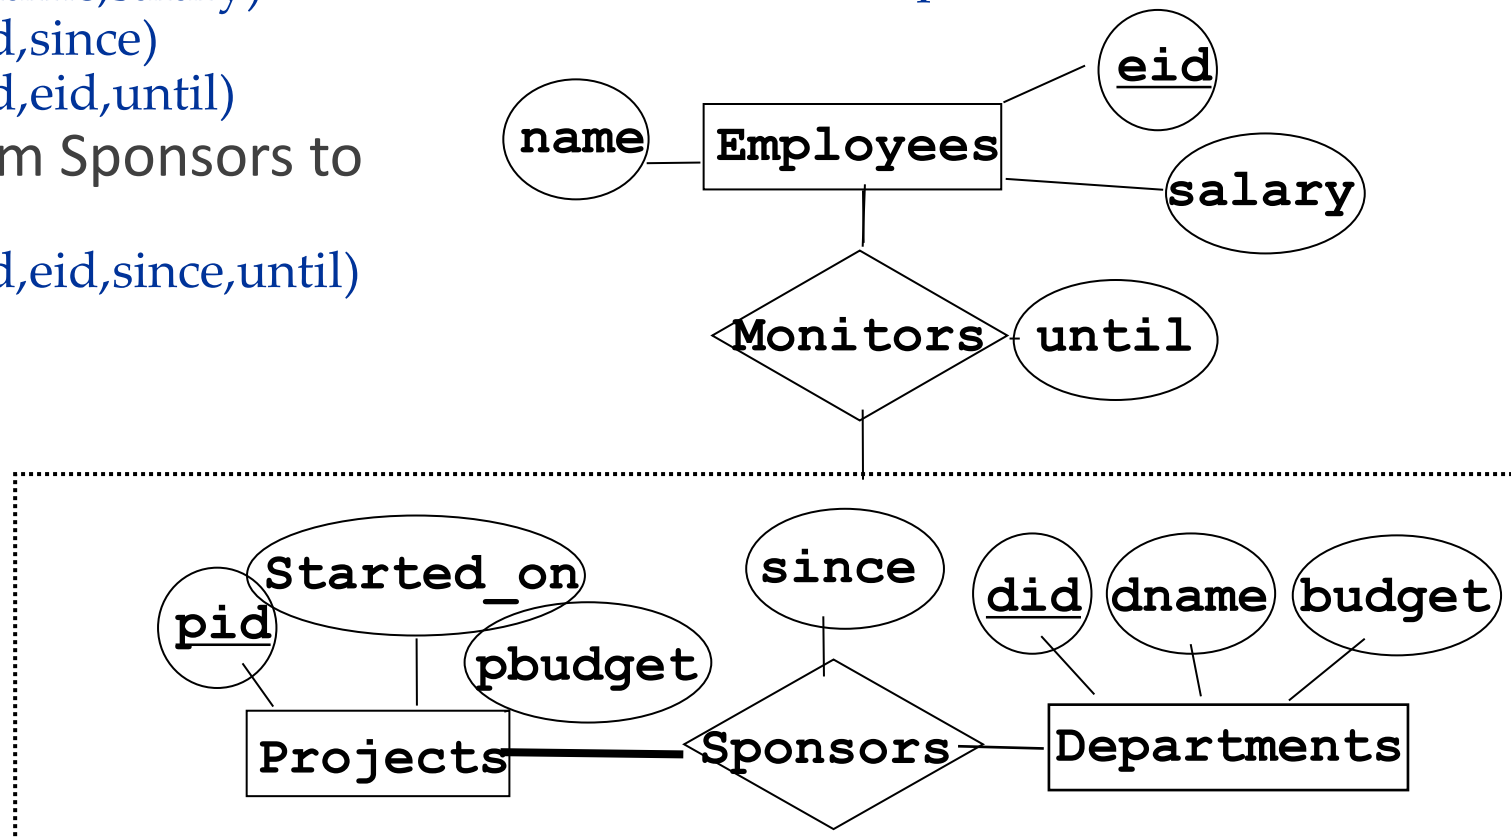 d,since)
d,eid,until)
m Sponsors to
d,eid,since,until)
eid
name
Employees
salary
Monitors
until
Started_on
since
did
dname
budget
pid
pbudget
Projects
Sponsors
Departments